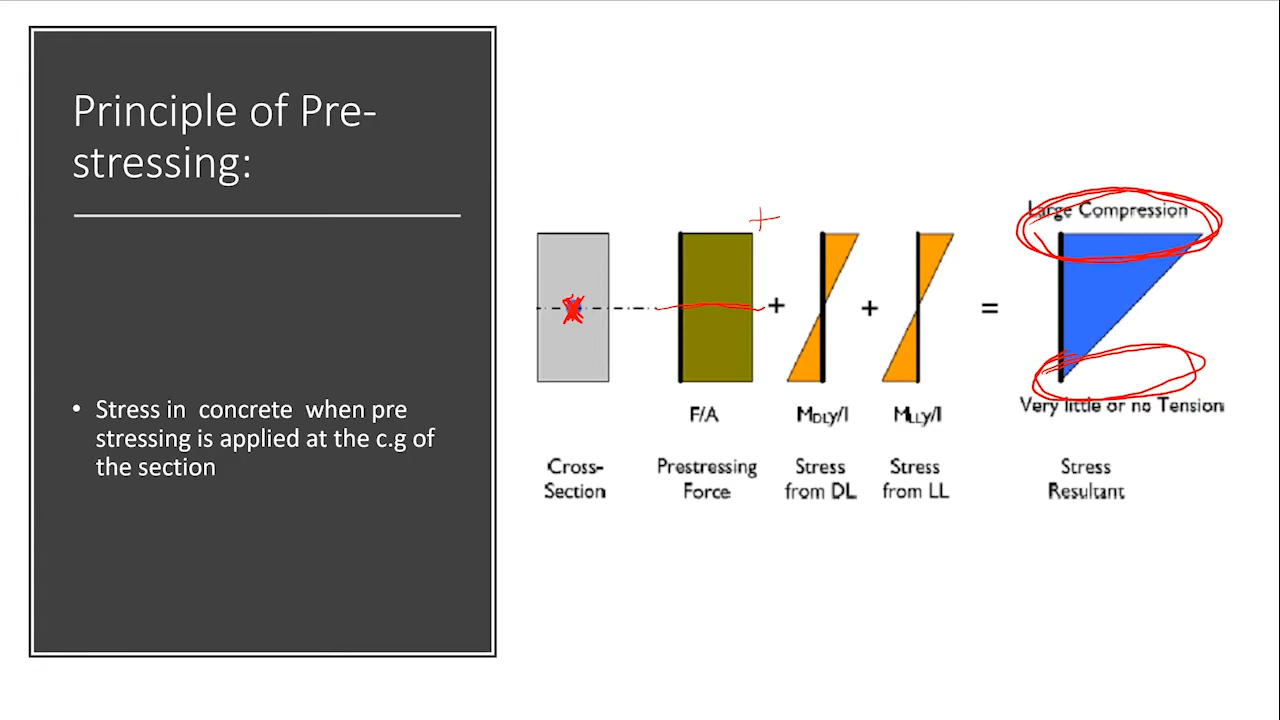 Principle of Pre-
stressing:
• Stress in concrete when pre
stressing is applied at the c.g of
the section
Large Compression
+
+
+
=
Very little or no Tension
F/A
MDLy/I
MLLy/I
Cross-
Section
Prestressing
Force
Stress
from DL
Stress
from LL
Stress
Resultant